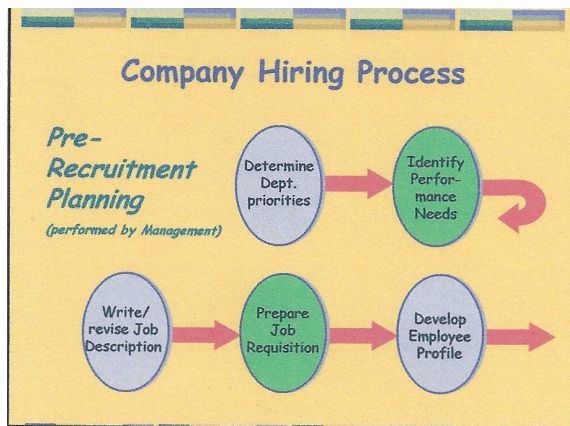 Company Hiring Process
Pre-
Recruitment
Planning
(performed by Management)
Determine
Dept.
priorities
Identify
Perfor-
mance
Needs
Write/
revise Job
Description
Prepare
Job
Requisition
Develop
Employee
Profile